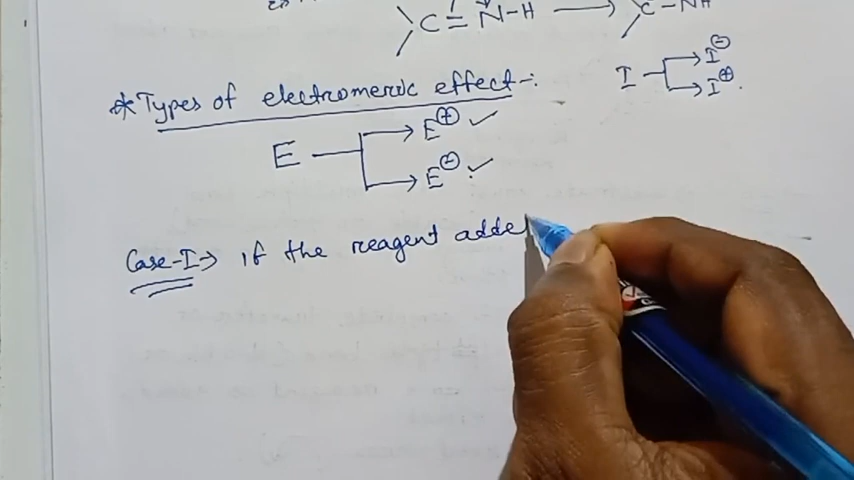 C=N-H → C-NH
*Types of electromeric effect-:
I → I⊖
I⊕.
E → E⊕ ✓
E⊖ ✓.
Case-I→ if the reagent adde